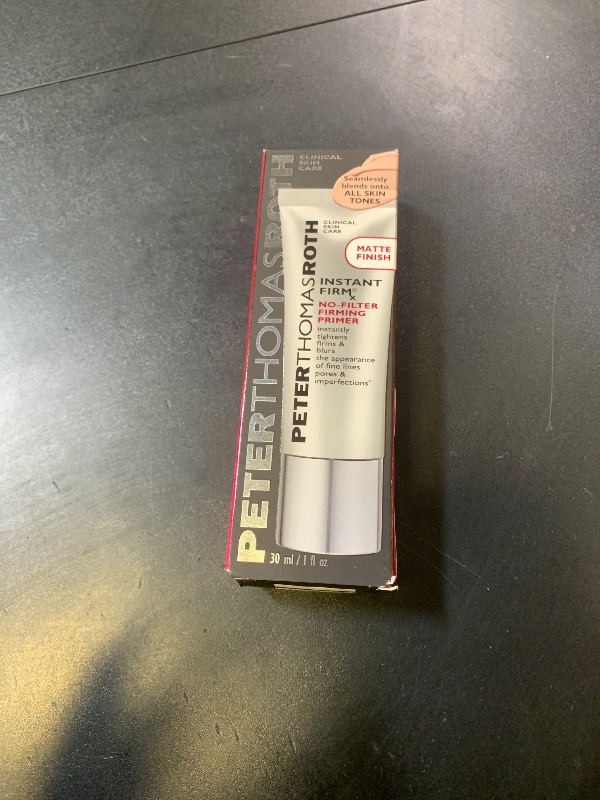 PETERTHOMASROTH
CLINICAL
SKIN
CARE
Seamlessly
blends onto
ALL SKIN
TONES
PETERTHOMASROTH
CLINICAL
SKIN
CARE
MATTE
FINISH
INSTANT
FIRMx®
NO-FILTER
FIRMING
PRIMER
instantly
tightens
firms &
blurs
the appearance
of fine lines
pores &
imperfections*
30 ml / 1 fl oz